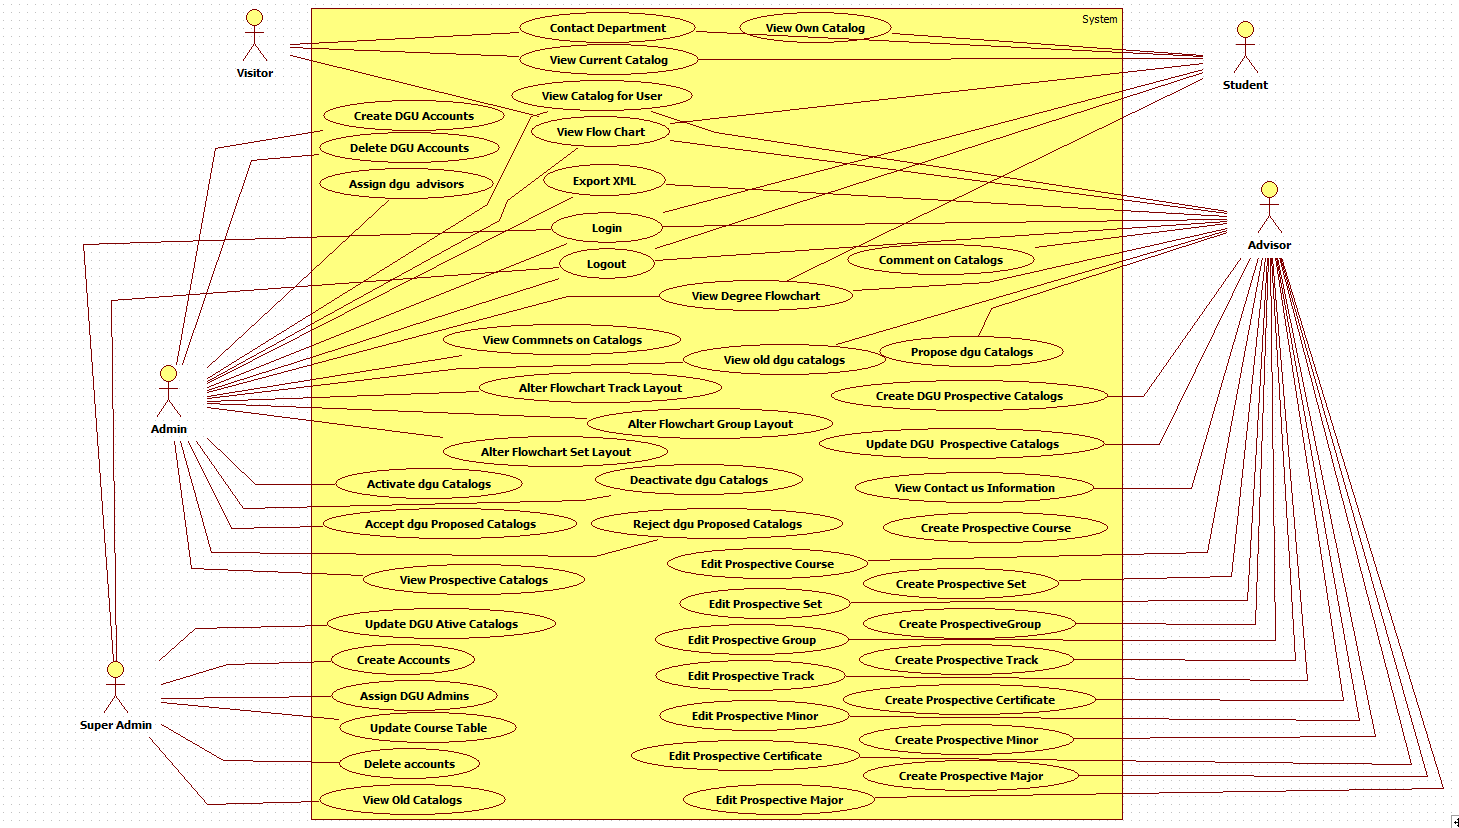 System
Contact Department
View Own Catalog
Visitor
View Current Catalog
Student
View Catalog for User
Create DGU Accounts
View Flow Chart
Delete DGU Accounts
Assign dgu  advisors
Export XML
Login
Advisor
Logout
Comment on Catalogs
View Degree Flowchart
View Commnets on Catalogs
View old dgu catalogs
Propose dgu Catalogs
Alter Flowchart Track Layout
Create DGU Prospective Catalogs
Admin
Alter Flowchart Group Layout
Alter Flowchart Set Layout
Update DGU  Prospective Catalogs
Activate dgu Catalogs
Deactivate dgu Catalogs
View Contact us Information
Accept dgu Proposed Catalogs
Reject dgu Proposed Catalogs
Create Prospective Course
Edit Prospective Course
View Prospective Catalogs
Create Prospective Set
Edit Prospective Set
Update DGU Ative Catalogs
Create ProspectiveGroup
Edit Prospective Group
Create Accounts
Create Prospective Track
Edit Prospective Track
Assign DGU Admins
Create Prospective Certificate
Super Admin
Update Course Table
Edit Prospective Minor
Create Prospective Minor
Edit Prospective Certificate
Delete accounts
Create Prospective Major
View Old Catalogs
Edit Prospective Major